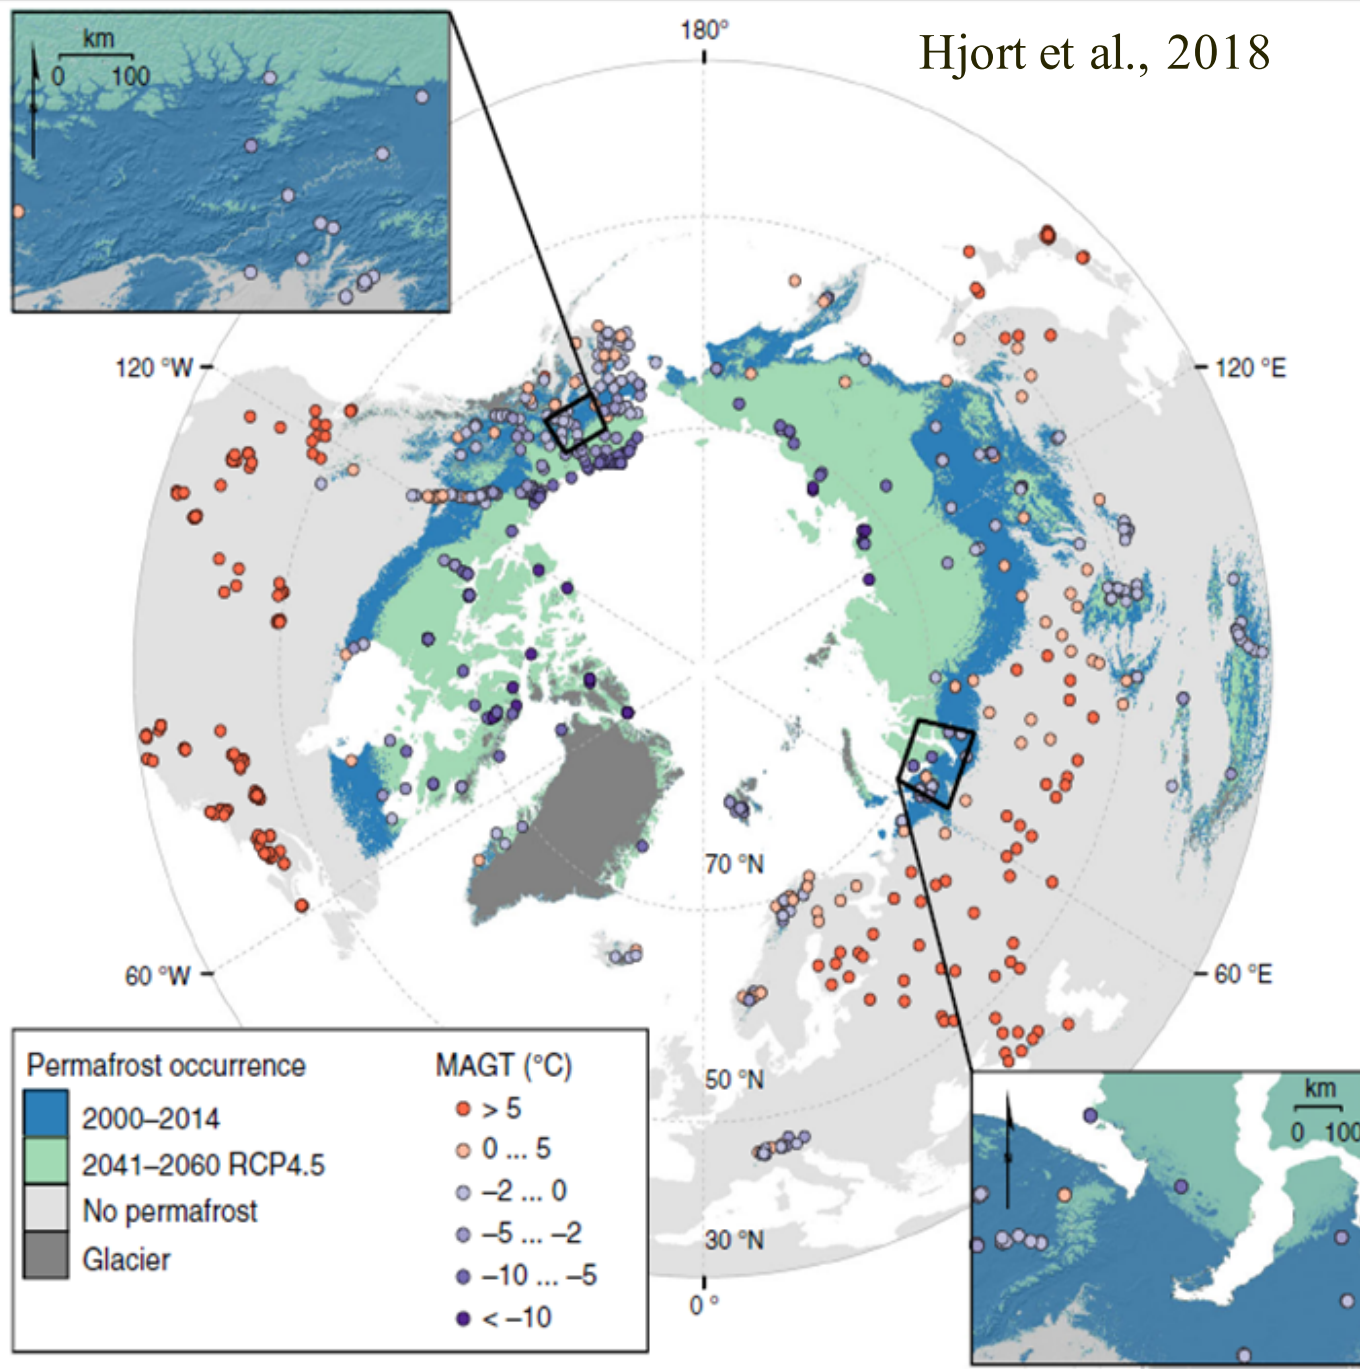 Hjort et al., 2018
km
0 100
180°
120 °W
120 °E
60 °W
60 °E
70 °N
50 °N
30 °N
0 °
Permafrost occurrence
2000–2014
2041–2060 RCP4.5
No permafrost
Glacier
MAGT (°C)
> 5
0 ... 5
–2 ... 0
–5 ... –2
–10 ... –5
< –10
km
0 100